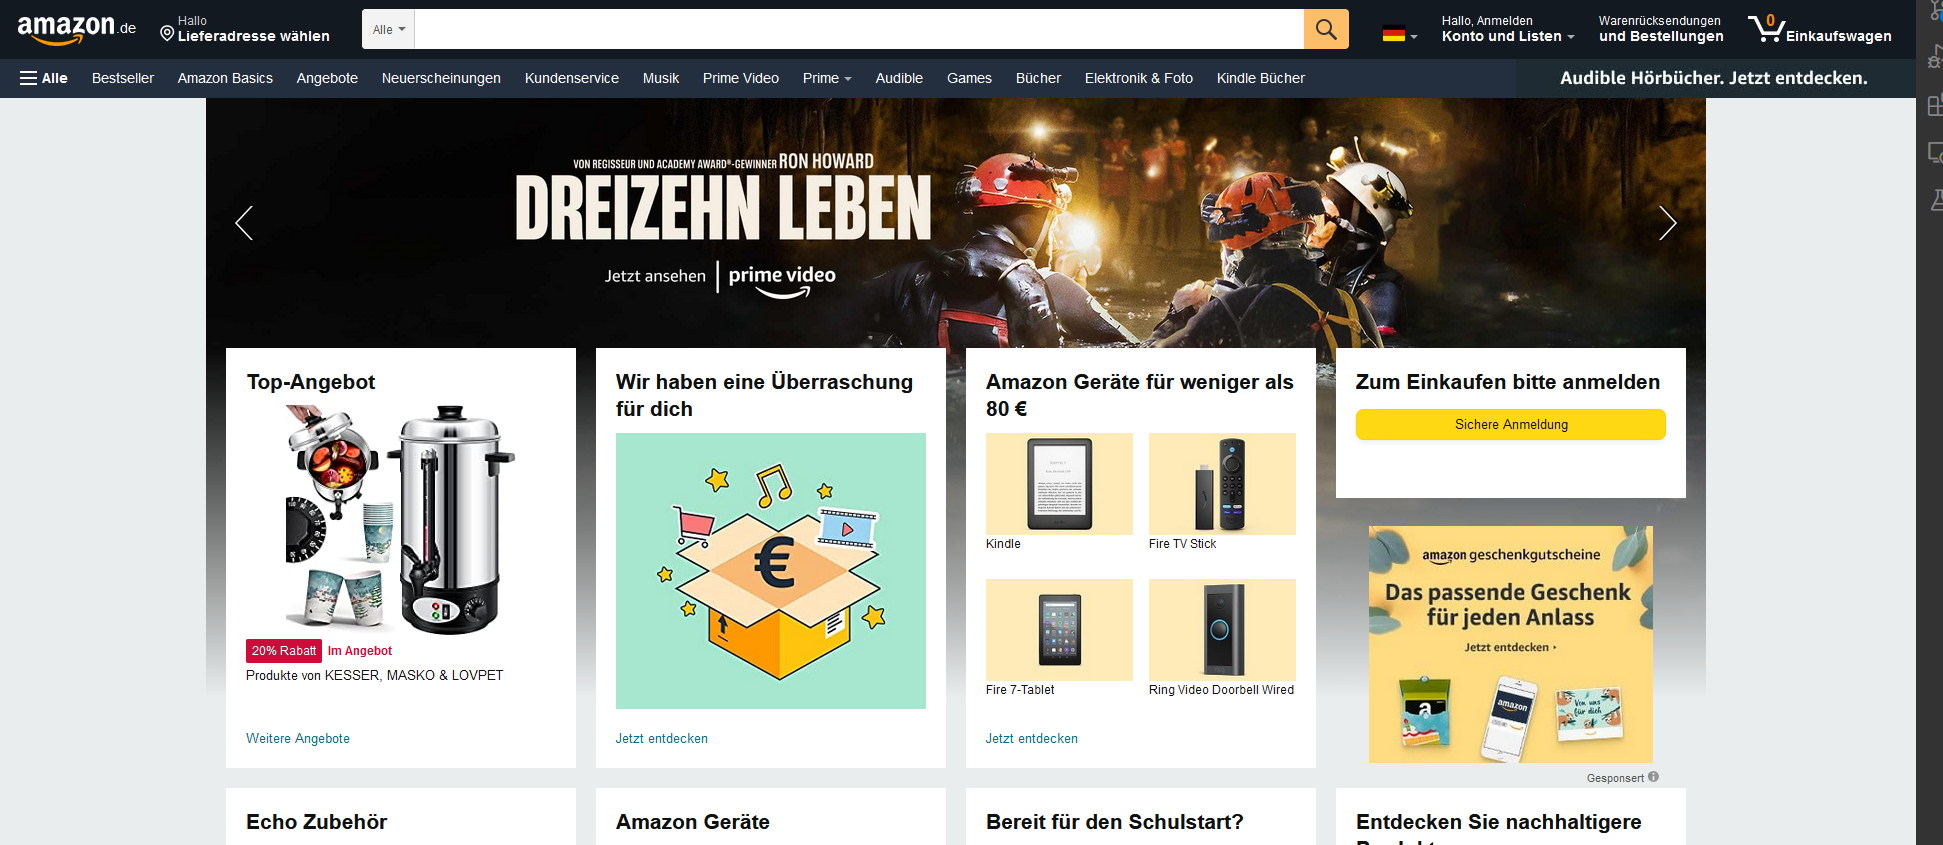 amazon.de
Hallo
Lieferadresse wählen
Alle
Hallo, Anmelden
Konto und Listen
Warenrücksendungen
und Bestellungen
0
Einkaufswagen
Alle
Bestseller
Amazon Basics
Angebote
Neuerscheinungen
Kundenservice
Musik
Prime Video
Prime
Audible
Games
Bücher
Elektronik & Foto
Kindle Bücher
Audible Hörbücher. Jetzt entdecken.
VON REGISSEUR UND ACADEMY AWARD®-GEWINNER RON HOWARD
DREIZEHN LEBEN
Jetzt ansehen | prime video
Top-Angebot
20% Rabatt Im Angebot
Produkte von KESSER, MASKO & LOVPET
Weitere Angebote
Wir haben eine Überraschung
für dich
€
Jetzt entdecken
Amazon Geräte für weniger als
80 €
Kindle
Fire TV Stick
Fire 7-Tablet
Ring Video Doorbell Wired
Jetzt entdecken
Zum Einkaufen bitte anmelden
Sichere Anmeldung
amazon geschenkgutscheine
Das passende Geschenk
für jeden Anlass
Jetzt entdecken
a
amazon
Von uns
für dich
Gesponsert
Echo Zubehör
Amazon Geräte
Bereit für den Schulstart?
Entdecken Sie nachhaltigere